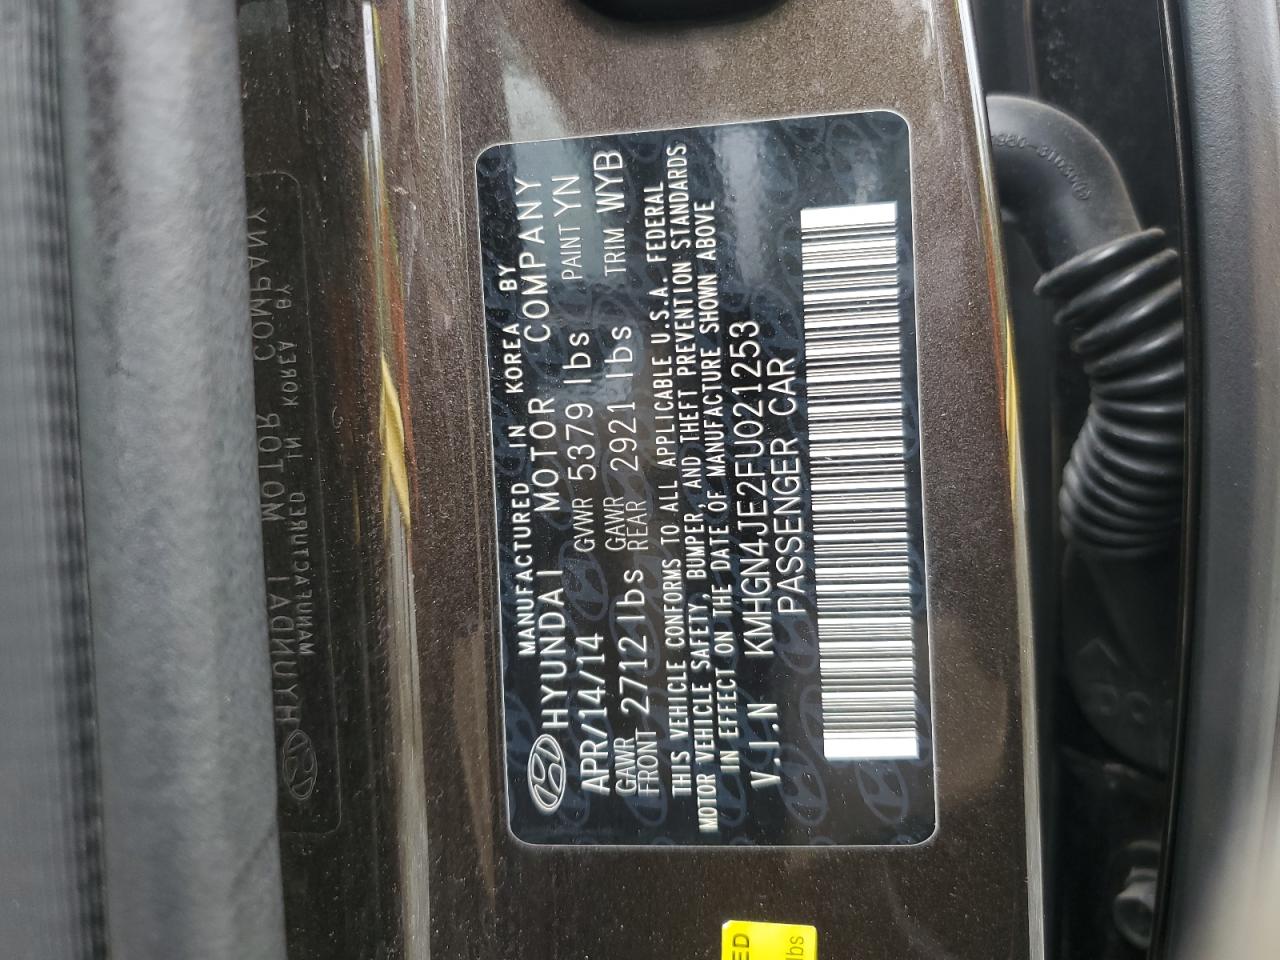 MANUFACTURED IN KOREA BY
HYUNDAI MOTOR COMPANY
APR/14/14 GVWR 5379 lbs PAINT YN
GAWR FRONT 2712lbs GAWR REAR 2921 lbs TRIM WYB
THIS VEHICLE CONFORMS TO ALL APPLICABLE U.S.A. FEDERAL
MOTOR VEHICLE SAFETY, BUMPER, AND THEFT PREVENTION STANDARDS
IN EFFECT ON THE DATE OF MANUFACTURE SHOWN ABOVE
V.I.N KMHGN4JE2FU021253
PASSENGER CAR
MANUFACTURED IN KOREA BY
HYUNDAI MOTOR COMPANY
ED
lbs